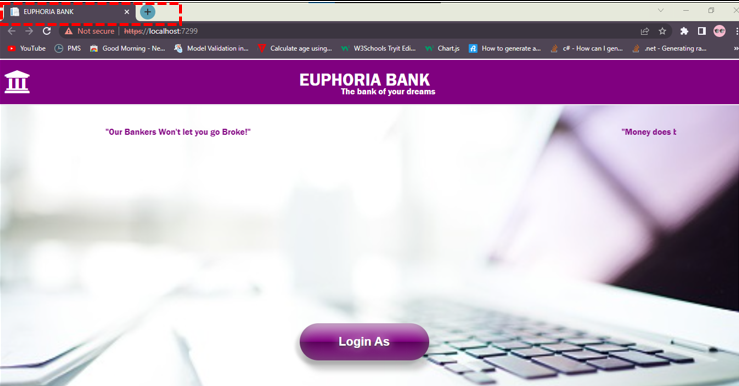 EUPHORIA BANK
Not secure https://localhost:7299
YouTube PMS Good Morning - Ne... Model Validation in... Calculate age using... W3Schools Tryit Edi... Chart.js How to generate a... c# - How can I gen... .net - Generating ra...
EUPHORIA BANK
The bank of your dreams
"Our Bankers Won't let you go Broke!" "Money does b
Login As